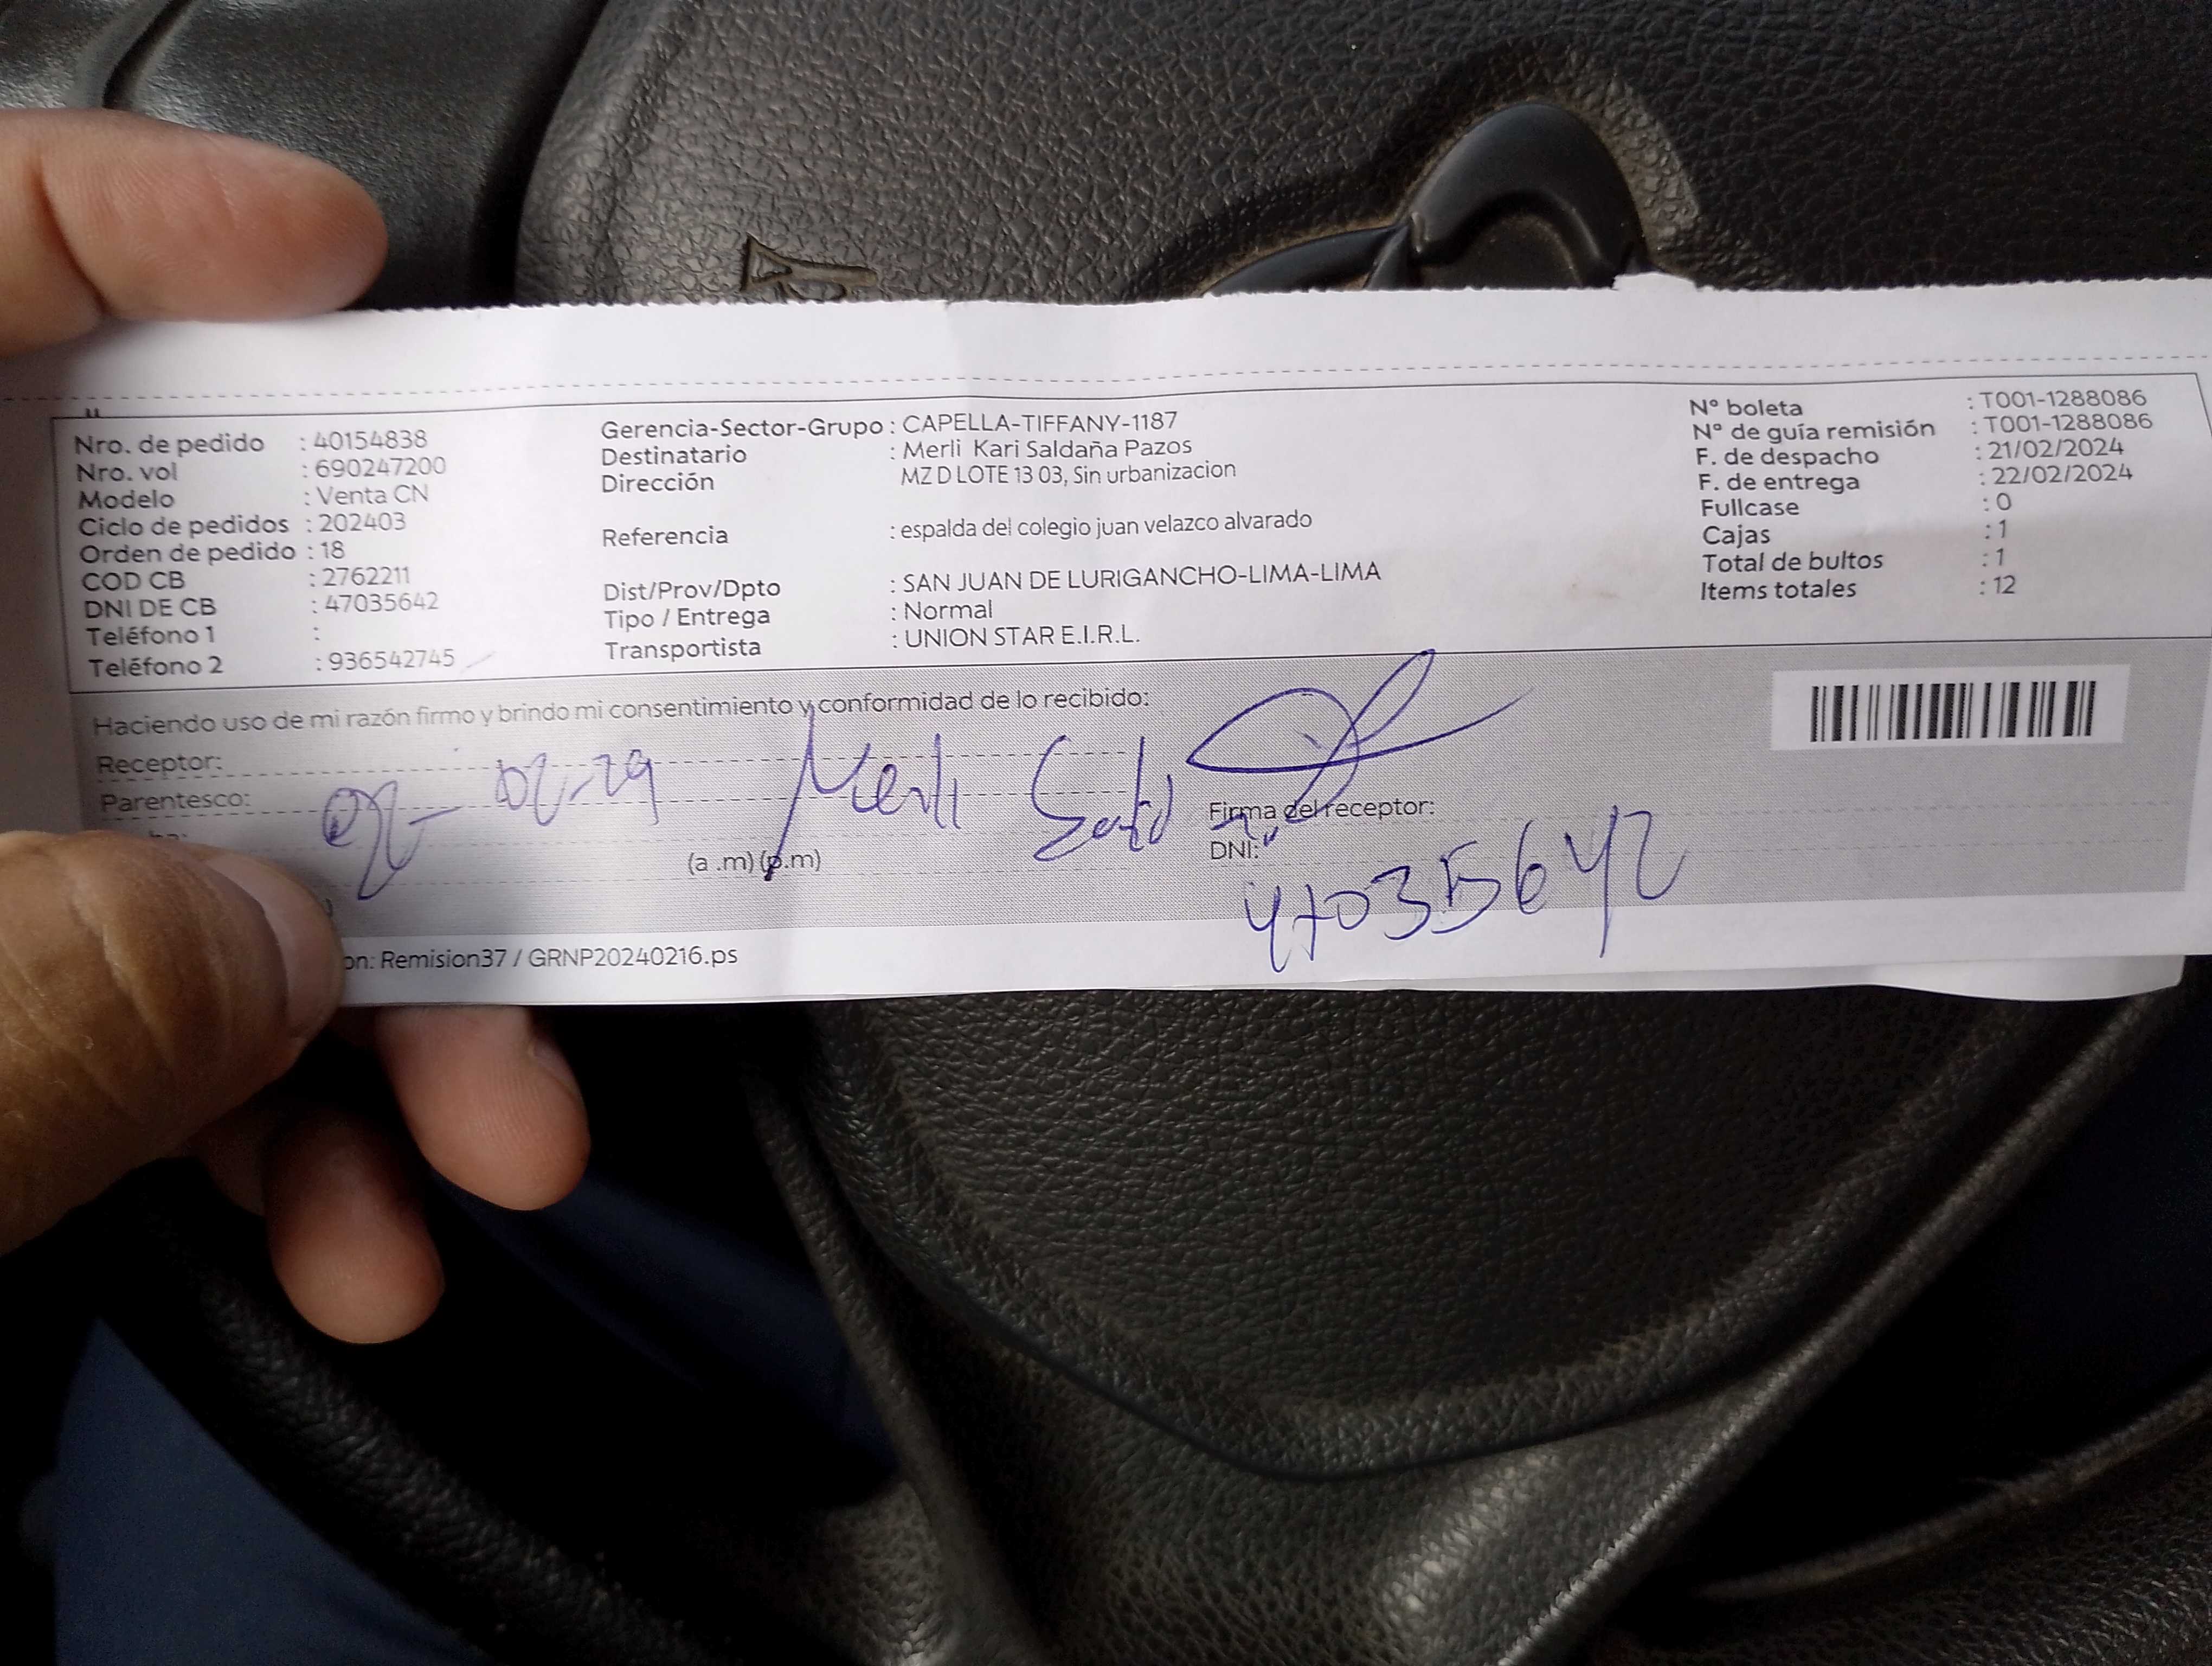 Nro. de pedido : 40154838
Nro. vol : 690247200
Modelo : Venta CN
Ciclo de pedidos : 202403
Orden de pedido : 18
COD CB : 2762211
DNI DE CB : 47035642
Teléfono 1 :
Teléfono 2 : 936542745
Gerencia-Sector-Grupo : CAPELLA-TIFFANY-1187
Destinatario : Merli Kari Saldaña Pazos
Dirección MZ D LOTE 13 03, Sin urbanizacion
Referencia : espalda del colegio juan velazco alvarado
Dist/Prov/Dpto : SAN JUAN DE LURIGANCHO-LIMA-LIMA
Tipo / Entrega : Normal
Transportista : UNION STAR E.I.R.L.
N° boleta : T001-1288086
N° de guía remisión : T001-1288086
F. de despacho : 21/02/2024
F. de entrega : 22/02/2024
Fullcase : 0
Cajas : 1
Total de bultos : 1
Items totales : 12
Haciendo uso de mi razón firmo y brindo mi consentimiento y conformidad de lo recibido:
Receptor:
Parentesco:
Merli
(a .m) (p.m)
Firma del receptor:
DNI:
47035642
on: Remision37 / GRNP20240216.ps